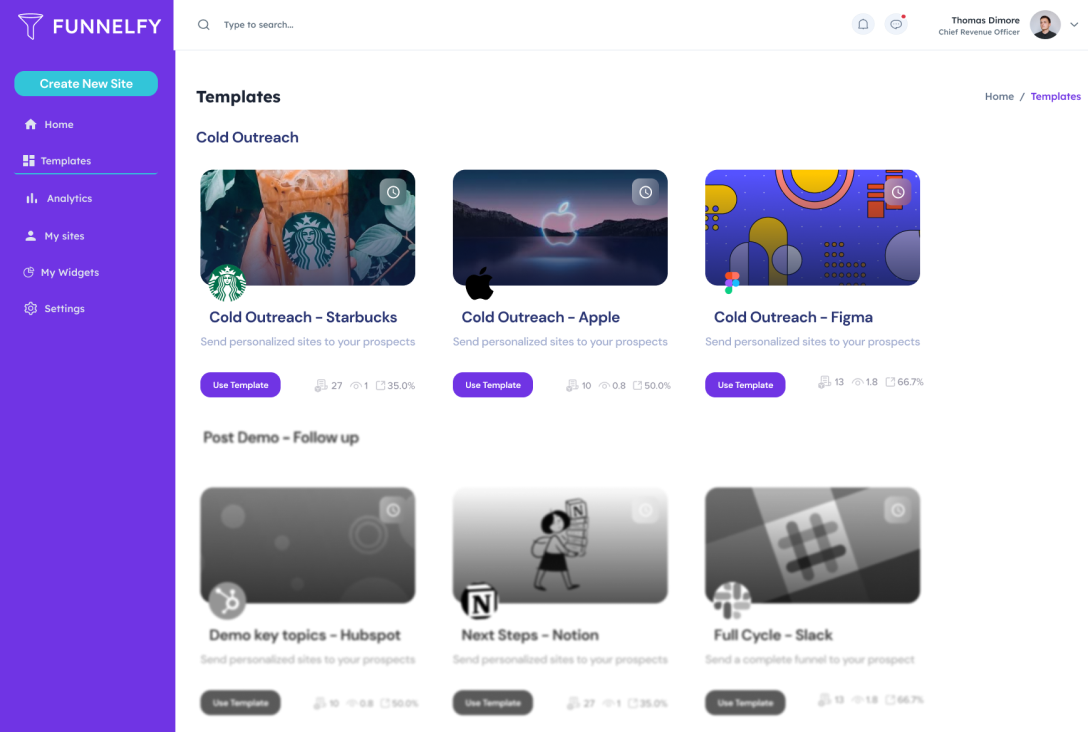 FUNNELFY
Type to search...
Thomas Dimore
Chief Revenue Officer
Create New Site
Home
Templates
Analytics
My sites
My Widgets
Settings
Templates
Home / Templates
Cold Outreach
Cold Outreach - Starbucks
Send personalized sites to your prospects
Use Template
27 1 35.0%
Cold Outreach - Apple
Send personalized sites to your prospects
Use Template
10 0.8 50.0%
Cold Outreach - Figma
Send personalized sites to your prospects
Use Template
13 1.8 66.7%
Post Demo - Follow up
Demo key topics - Hubspot
Send personalized sites to your prospects
Use Template
10 0.8 50.0%
Next Steps - Notion
Send personalized sites to your prospects
Use Template
27 1 35.0%
Full Cycle - Slack
Send a complete funnel to your prospect
Use Template
13 1.8 66.7%